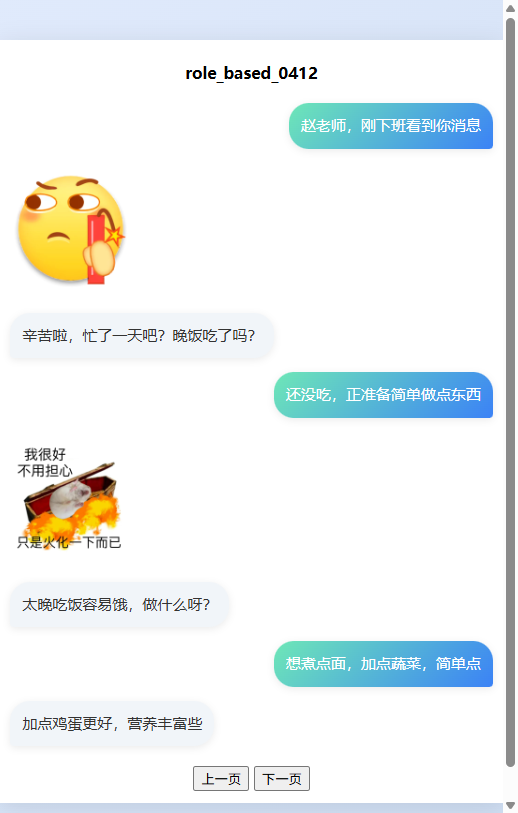 role_based_0412
赵老师，刚下班看到你消息
辛苦啦，忙了一天吧？晚饭吃了吗？
还没吃，正准备简单做点东西
我很好
不用担心
只是火化一下而已
太晚吃饭容易饿，做什么呀？
想煮点面，加点蔬菜，简单点
加点鸡蛋更好，营养丰富些
上一页 下一页